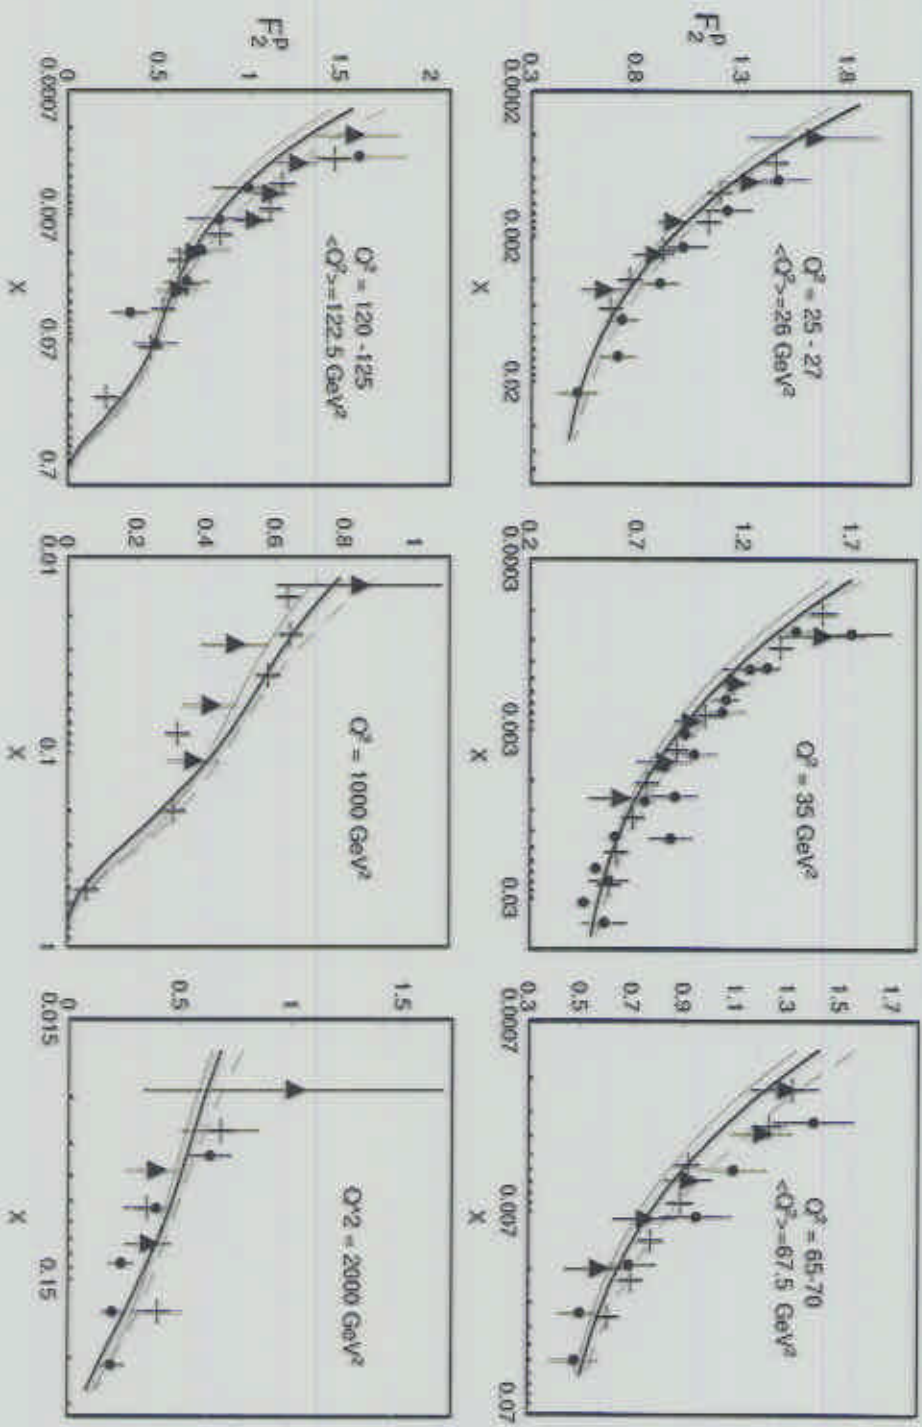 F₂ᵖ
1.8
1.3
0.8
0.3
Q² = 25 - 27
<Q²>=26 GeV²
0.0002 0.002 0.02
X
1.7
1.2
0.7
0.2
Q² = 35 GeV²
0.0003 0.003 0.03
X
1.7
1.5
1.3
1.1
0.9
0.7
0.5
0.3
Q² = 65-70
<Q²>=67.5 GeV²
0.0007 0.007 0.07
X
F₂ᵖ
2
1.5
1
0.5
0
Q² = 120 -125
<Q²>=122.5 GeV²
0.0007 0.007 0.07 0.7
X
1
0.8
0.6
0.4
0.2
0
Q² = 1000 GeV²
0.01 0.1 1
X
1.5
1
0.5
0
Q^2 = 2000 GeV²
0.015 0.15
X